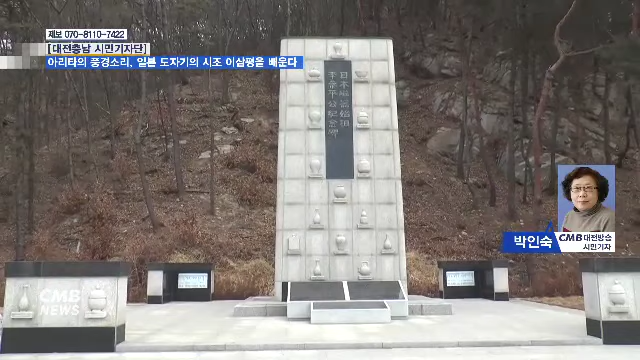 제보 070-8110-7422
[대전충남 시민기자단]
아리타의 풍경소리, 일본 도자기의 시조 이삼평을 배운다
日本磁器始祖
李參平公紀念碑
박인숙
CMB 대전방송
시민기자
CMB
NEWS